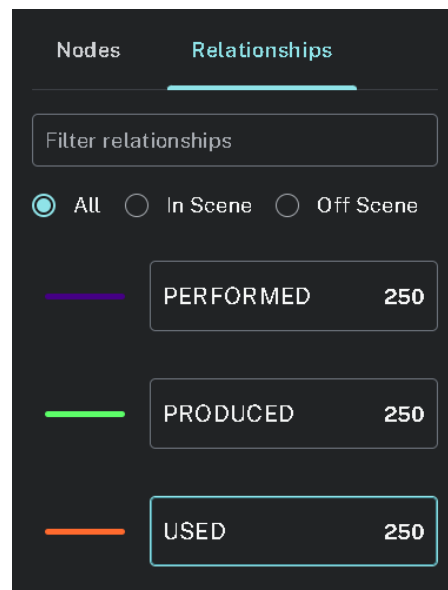 Nodes Relationships
Filter relationships
All In Scene Off Scene
PERFORMED 250
PRODUCED 250
USED 250